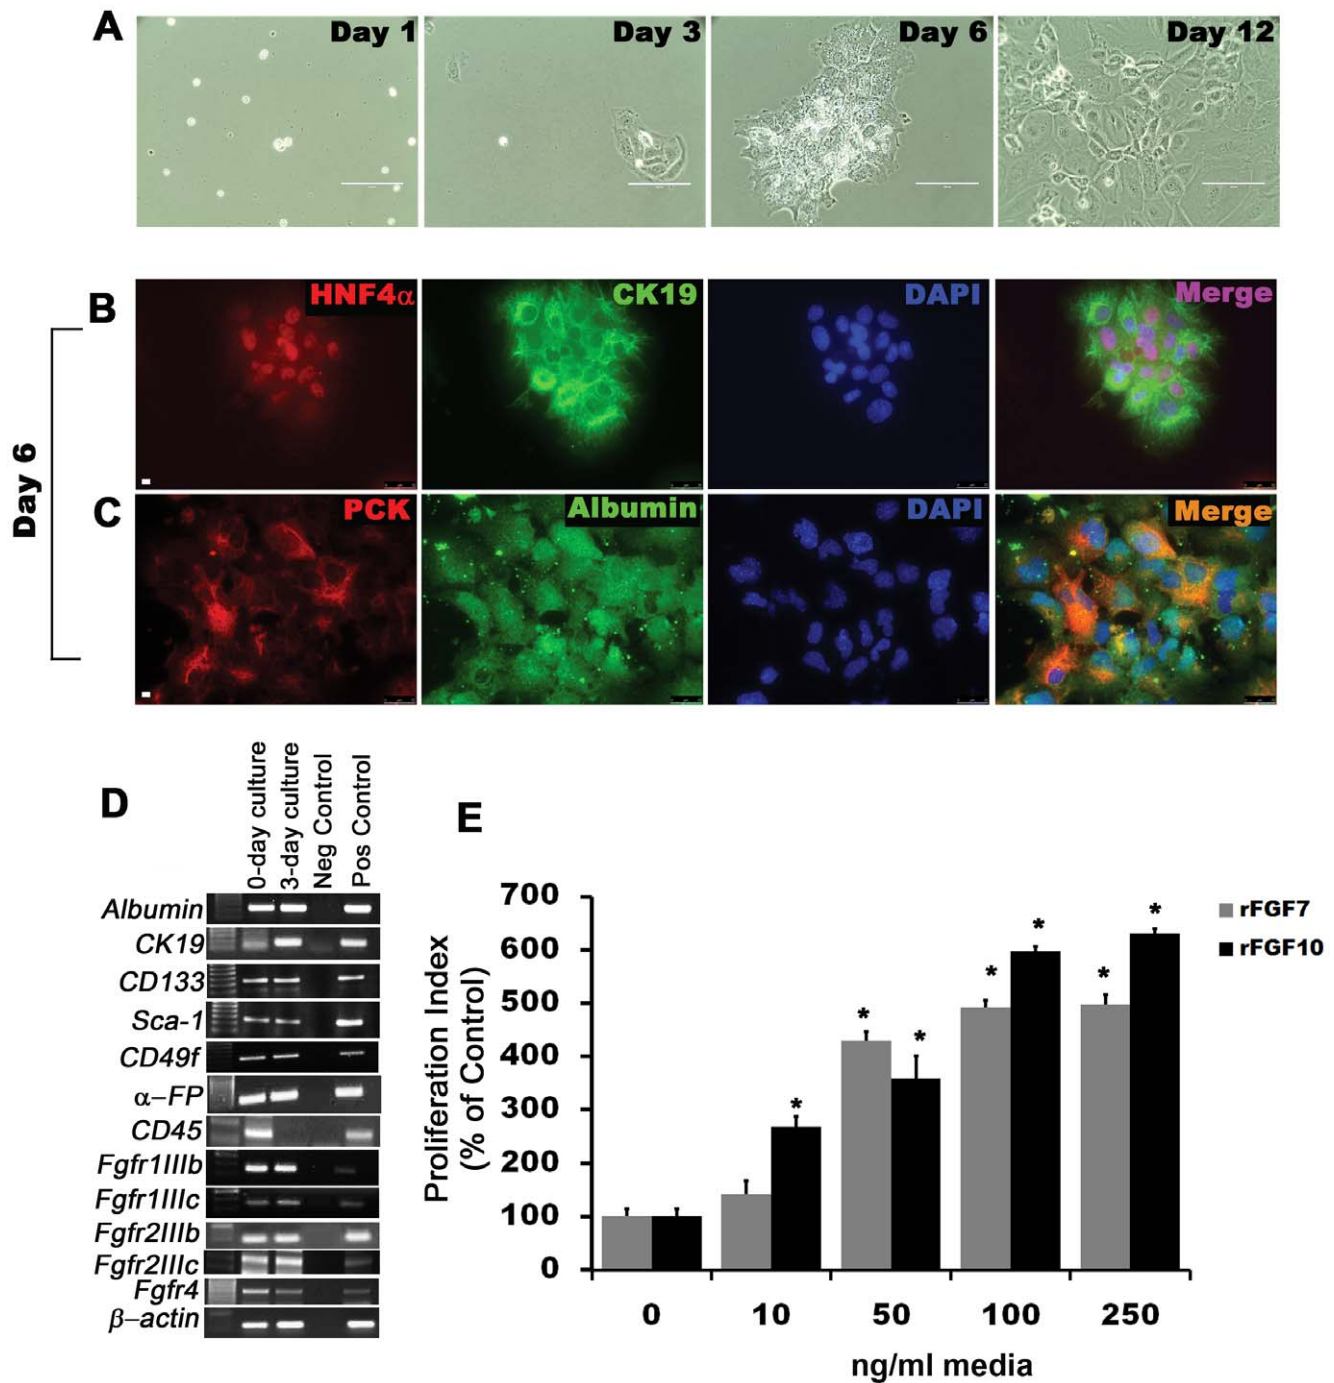 A
Day 1
Day 3
Day 6
Day 12
Day 6
B
HNF4α
CK19
DAPI
Merge
C
PCK
Albumin
DAPI
Merge
D
0-day culture
3-day culture
Neg Control
Pos Control
Albumin
CK19
CD133
Sca-1
CD49f
α–FP
CD45
Fgfr1IIIb
Fgfr1IIIc
Fgfr2IIIb
Fgfr2IIIc
Fgfr4
β–actin
E
Proliferation Index
(% of Control)
700
600
500
400
300
200
100
0
* * * * * * *
rFGF7
rFGF10
0 10 50 100 250
ng/ml media